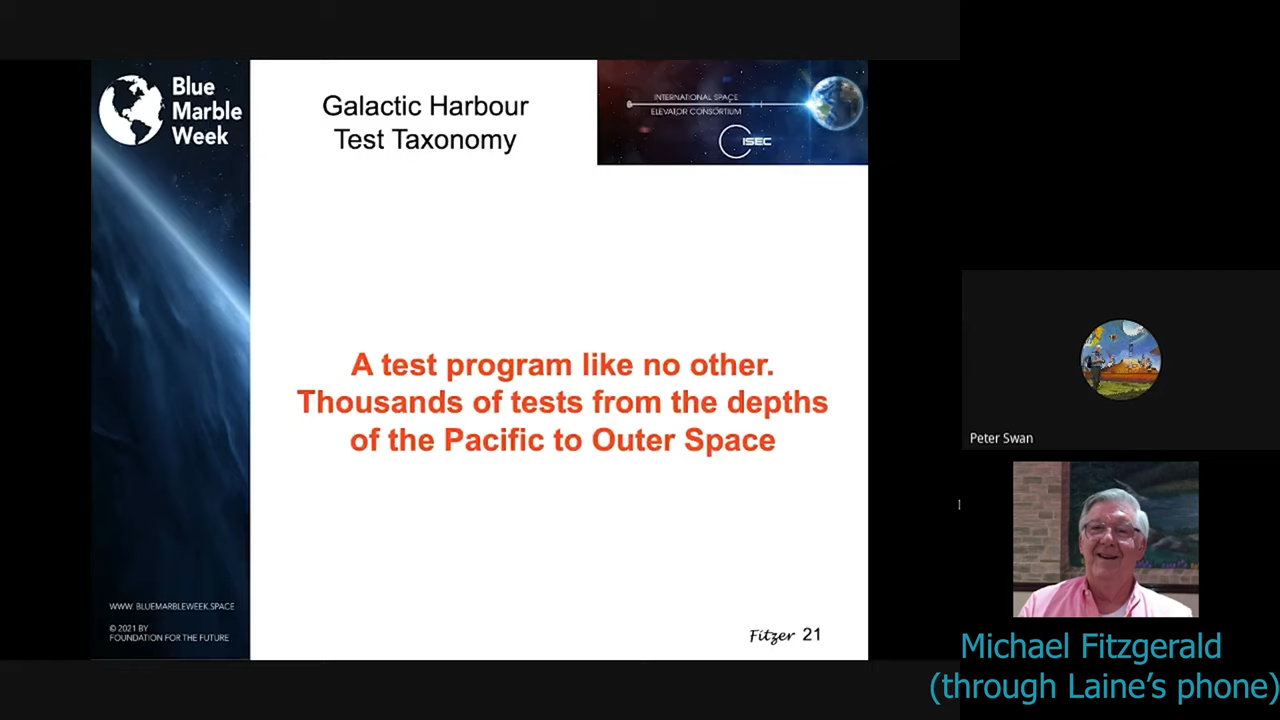 Blue
Marble
Week
Galactic Harbour
Test Taxonomy
INTERNATIONAL SPACE
ELEVATOR CONSORTIUM
ISEC
A test program like no other.
Thousands of tests from the depths
of the Pacific to Outer Space
Peter Swan
WWW. BLUEMARBLEWEEK.SPACE
© 2021 BY
FOUNDATION FOR THE FUTURE
Fitzer 21
Michael Fitzgerald
(through Laine's phone)